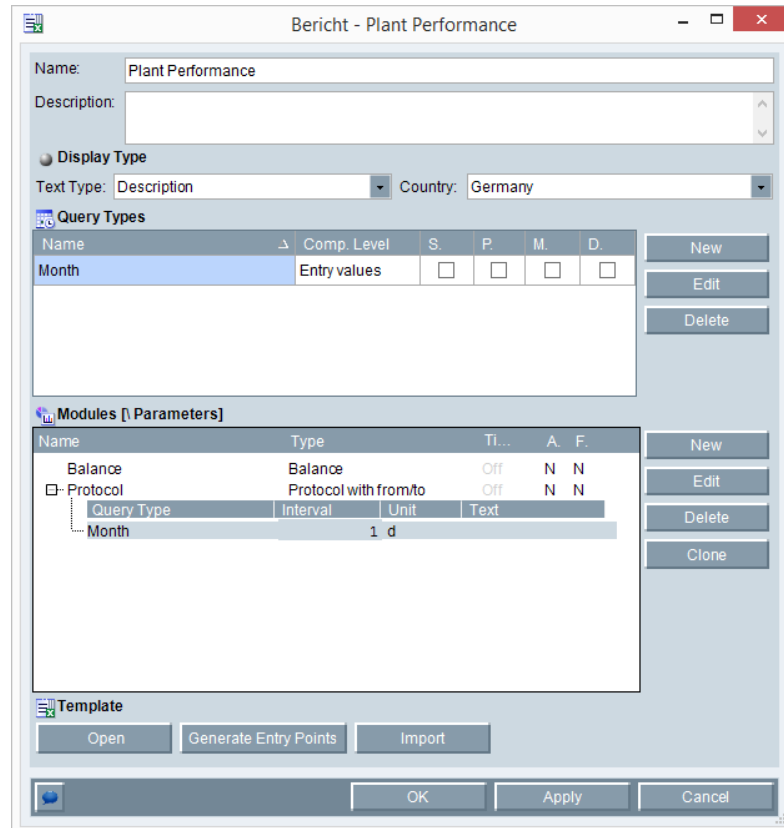 Bericht - Plant Performance
Name: Plant Performance
Description:
Display Type
Text Type: Description Country: Germany
Query Types
Name Comp. Level S. P. M. D. New
Month Entry values
Edit
Delete
Modules [\ Parameters]
Name Type Ti... A. F. New
Balance Balance Off N N
Edit
Protocol Protocol with from/to Off N N
Query Type Interval Unit Text
Delete
Month 1 d
Clone
Template
Open Generate Entry Points Import
OK Apply Cancel